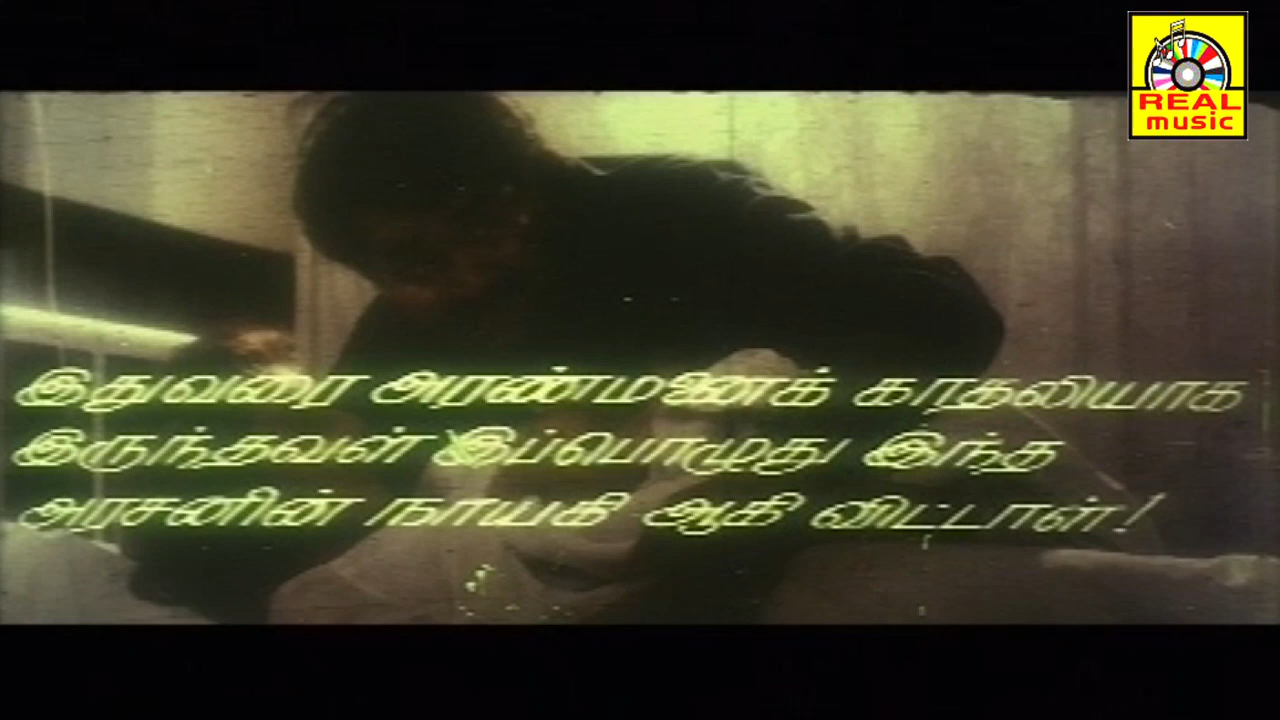 REAL
music
இதுவரை அரண்மனைக் காதலியாக
இருந்தவள் இப்பொழுது இந்த
அரசனின் நாயகி ஆகி விட்டாள்!